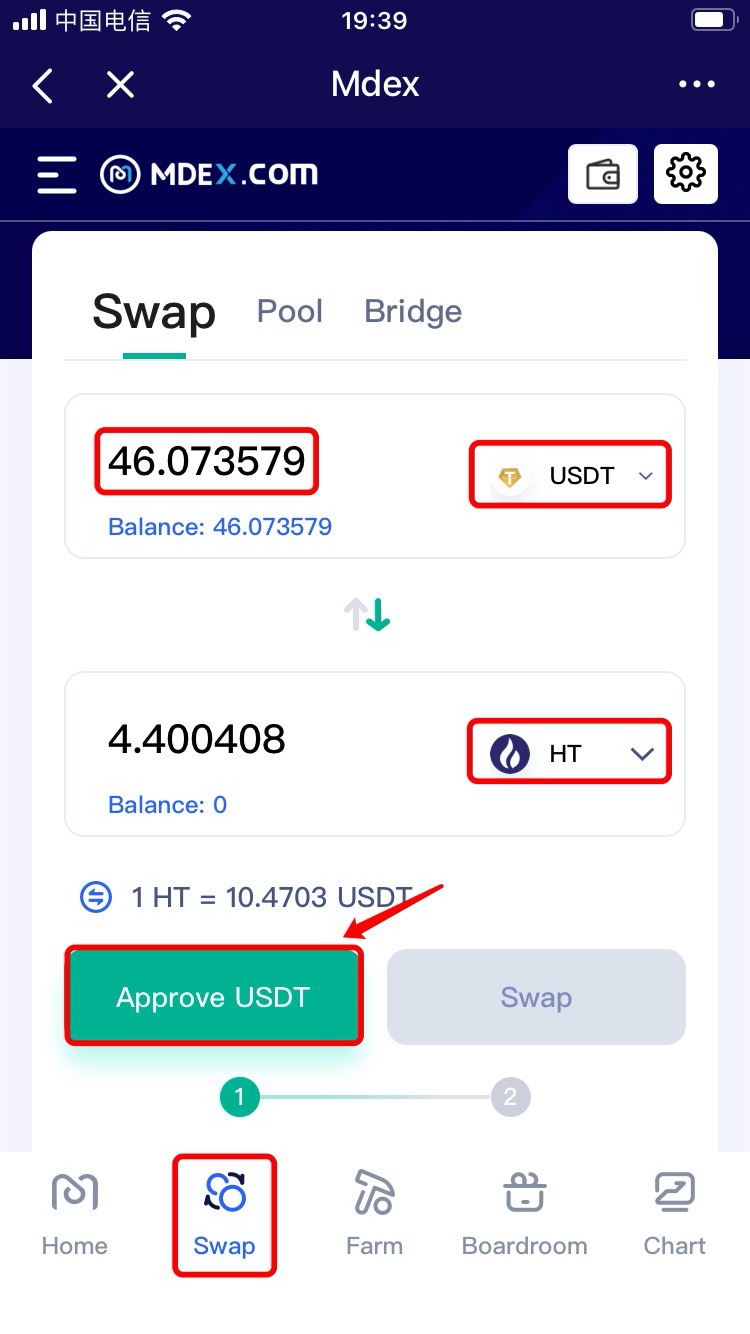 中国电信 19:39
Mdex
MDEX.COM
Swap Pool Bridge
46.073579 USDT
Balance: 46.073579
4.400408 HT
Balance: 0
1 HT = 10.4703 USDT
Approve USDT Swap
1 2
Home Swap Farm Boardroom Chart